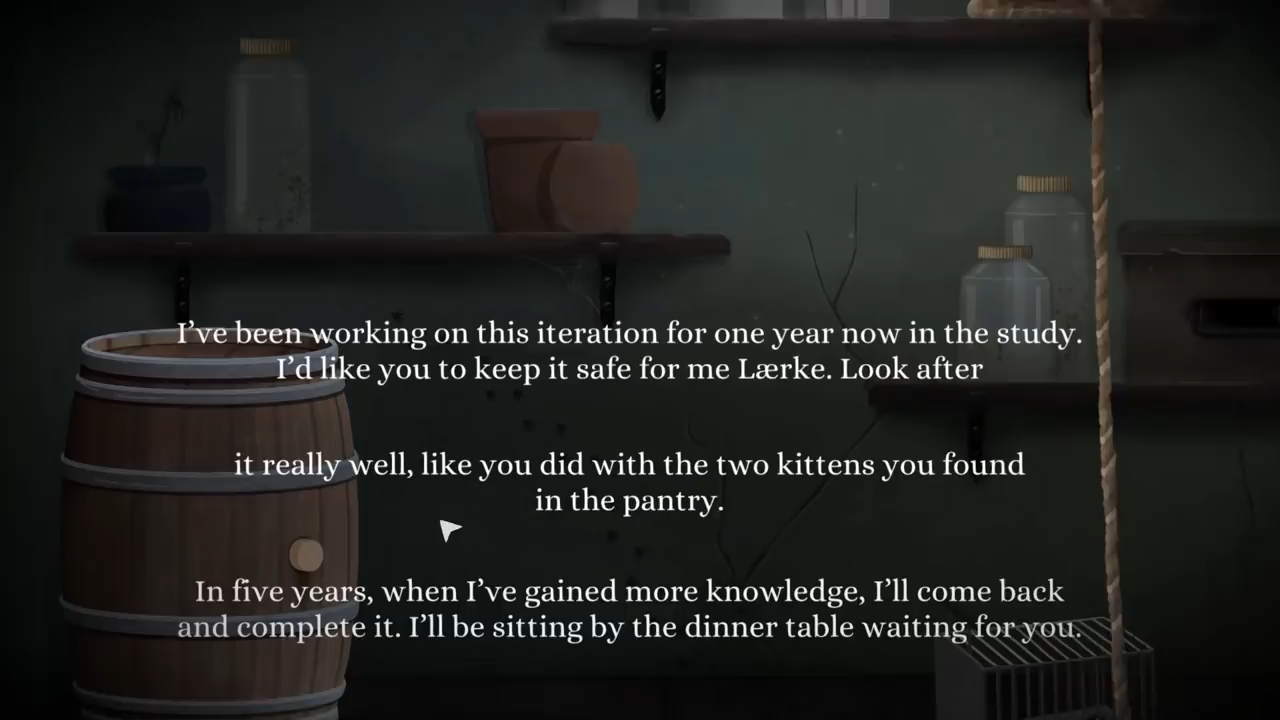 I’ve been working on this iteration for one year now in the study.
I’d like you to keep it safe for me Lærke. Look after
it really well, like you did with the two kittens you found
in the pantry.
In five years, when I’ve gained more knowledge, I’ll come back
and complete it. I’ll be sitting by the dinner table waiting for you.